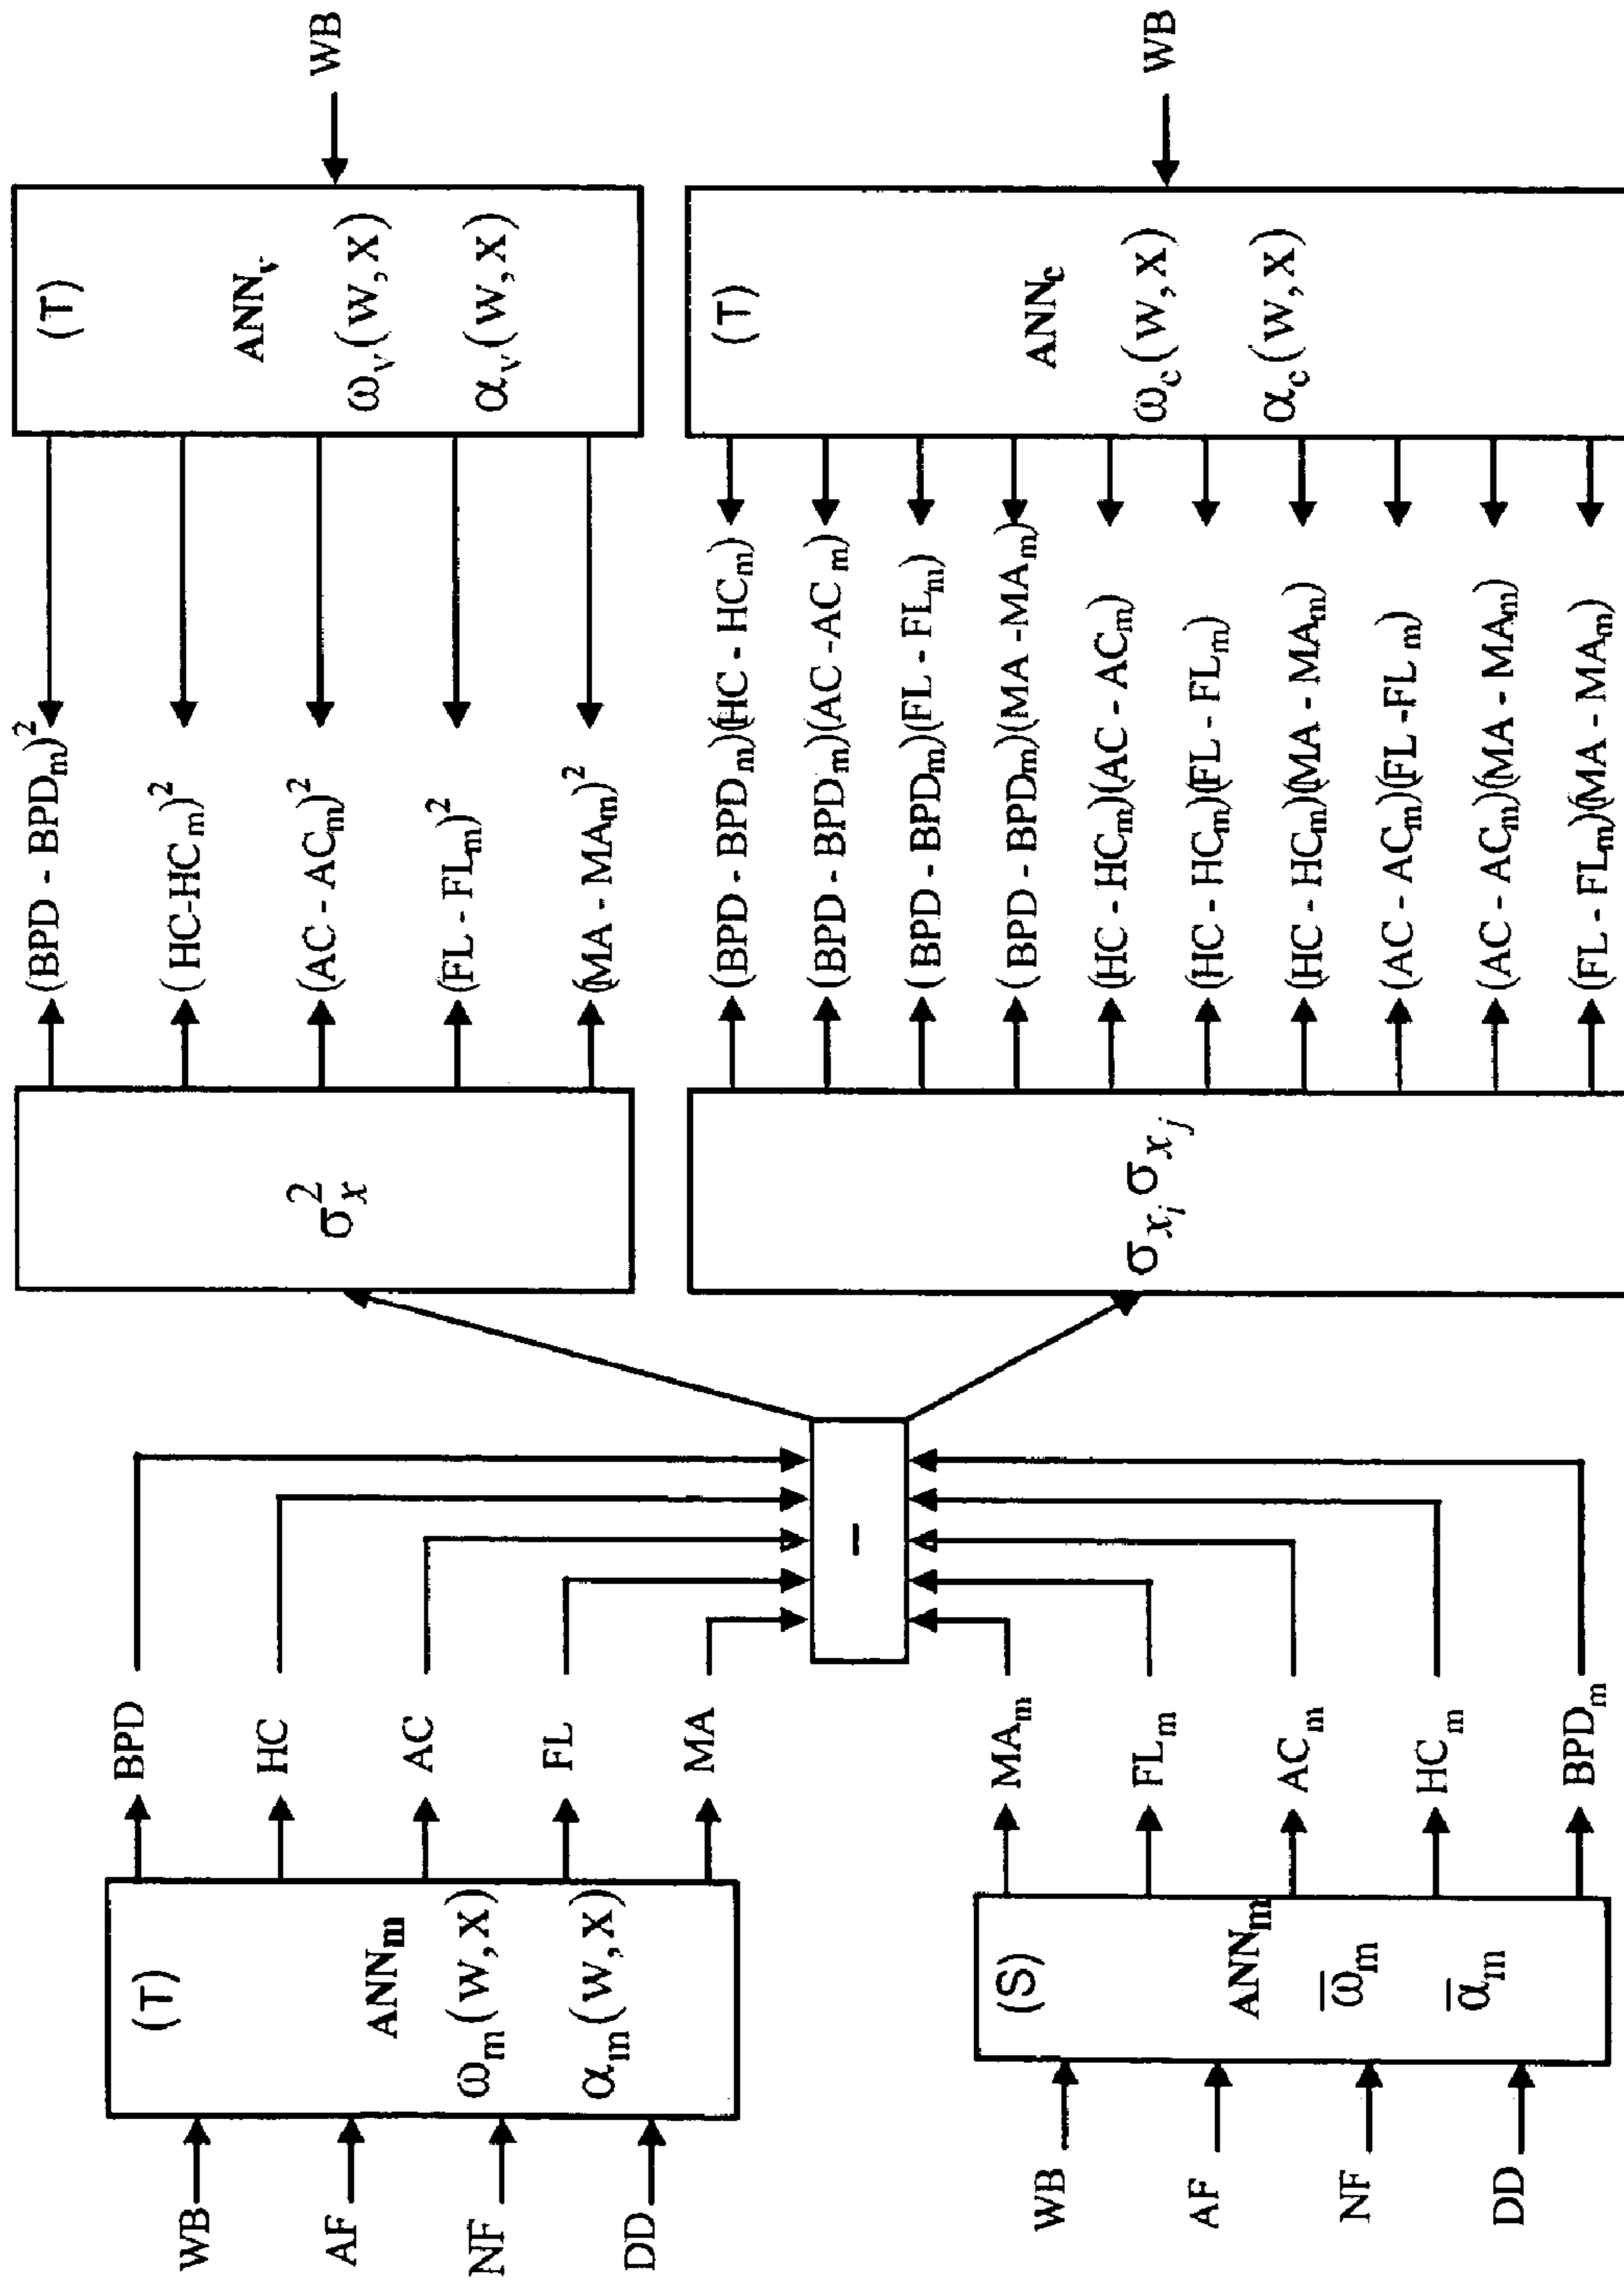 WB
AF
NF
DD
(T)
ANNm
ωm(W,X)
αm(W,X)
BPD
HC
AC
FL
MA
WB
AF
NF
DD
(S)
ANNm
ω̅m
α̅m
MAm
FLm
ACm
HCm
BPDm
–
σx²
σxi σxj
(BPD - BPDm)²
(HC-HCm)²
(AC - ACm)²
(FL - FLm)²
(MA - MAm)²
(T)
ANNv
ωv(W,X)
αv(W,X)
WB
(BPD - BPDm)(HC - HCm)
(BPD - BPDm)(AC -ACm)
(BPD - BPDm)(FL - FLm)
(BPD - BPDm)(MA -MAm)
(HC - HCm)(AC - ACm)
(HC - HCm)(FL - FLm)
(HC - HCm)(MA - MAm)
(AC - ACm)(FL -FLm)
(AC - ACm)(MA - MAm)
(FL - FLm)(MA - MAm)
(T)
ANNc
ωc(W,X)
αc(W,X)
WB